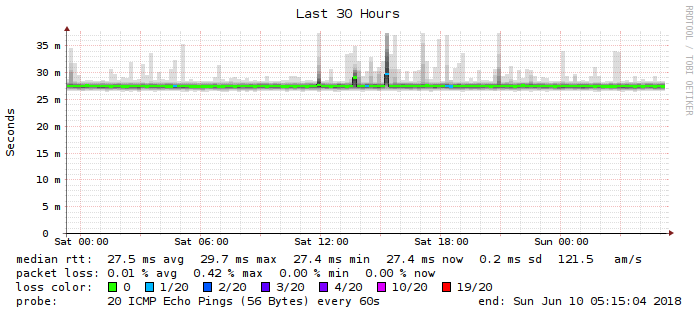 Last 30 Hours
RRDTOOL / TOBI OETIKER
Seconds
35 m
30 m
25 m
20 m
15 m
10 m
5 m
0
Sat 00:00 Sat 06:00 Sat 12:00 Sat 18:00 Sun 00:00
median rtt: 27.5 ms avg 29.7 ms max 27.4 ms min 27.4 ms now 0.2 ms sd 121.5 am/s
packet loss: 0.01 % avg 0.42 % max 0.00 % min 0.00 % now
loss color: 0 1/20 2/20 3/20 4/20 10/20 19/20
probe: 20 ICMP Echo Pings (56 Bytes) every 60s end: Sun Jun 10 05:15:04 2018